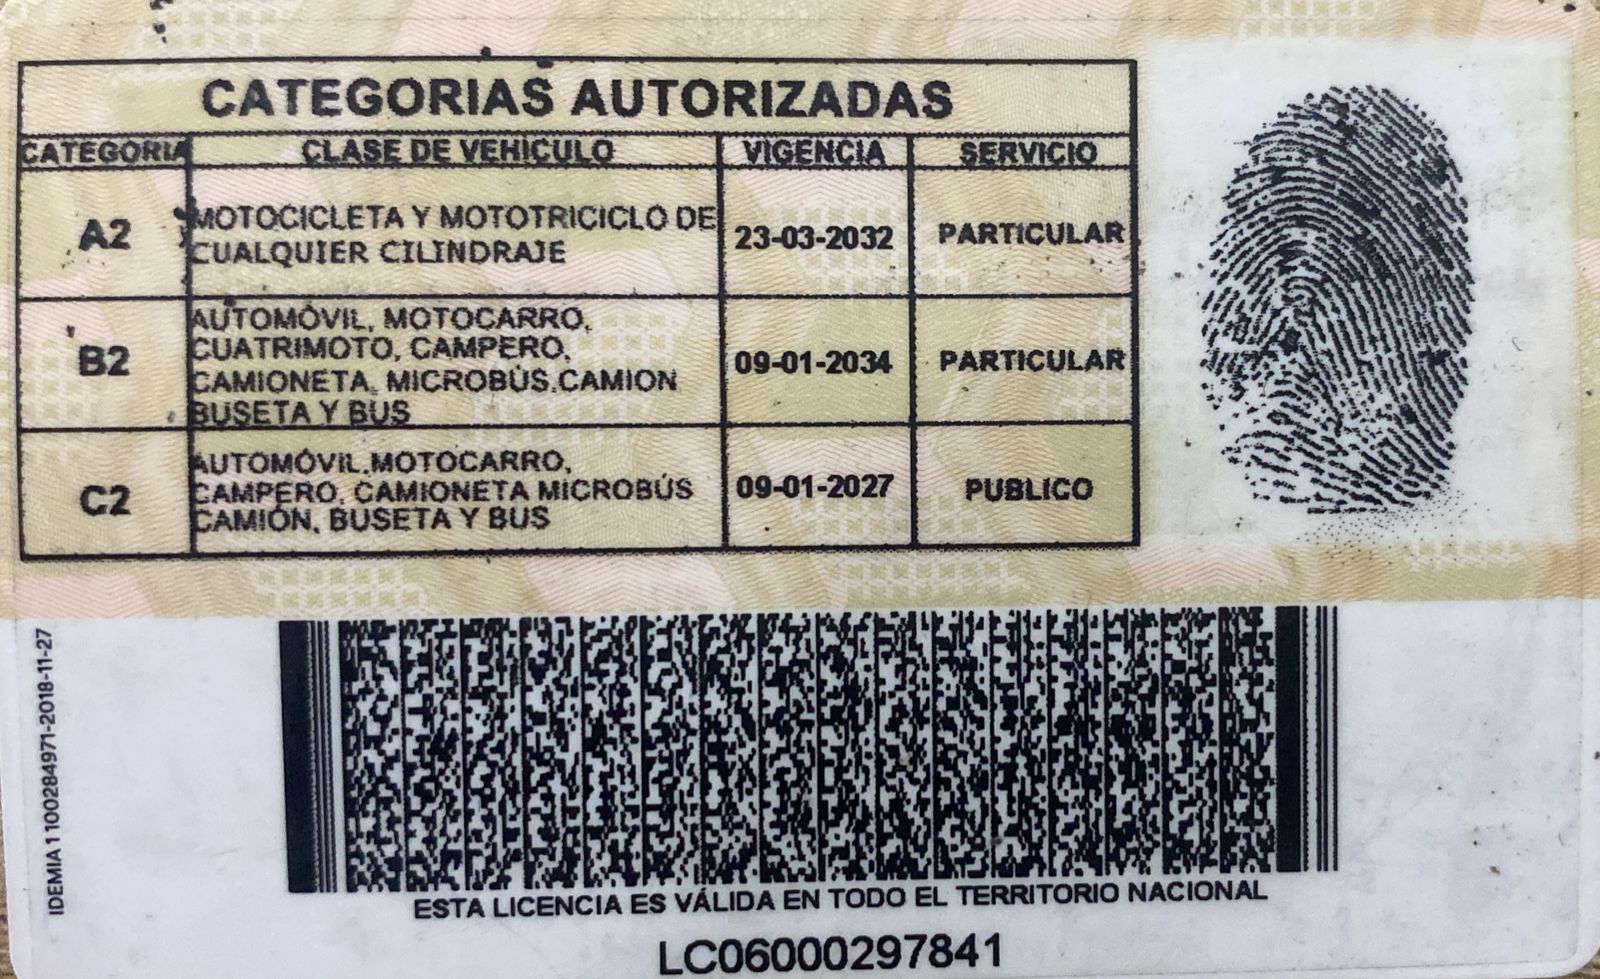 CATEGORIAS AUTORIZADAS
CATEGORIA CLASE DE VEHICULO VIGENCIA SERVICIO
A2 MOTOCICLETA Y MOTOTRICICLO DE CUALQUIER CILINDRAJE 23-03-2032 PARTICULAR
B2 AUTOMÓVIL, MOTOCARRO, CUATRIMOTO, CAMPERO, CAMIONETA, MICROBÚS,CAMION BUSETA Y BUS 09-01-2034 PARTICULAR
C2 AUTOMÓVIL,MOTOCARRO, CAMPERO, CAMIONETA MICROBÚS CAMIÓN, BUSETA Y BUS 09-01-2027 PUBLICO
IDEMIA 1 100284971-2018-11-27
ESTA LICENCIA ES VÁLIDA EN TODO EL TERRITORIO NACIONAL
LC06000297841